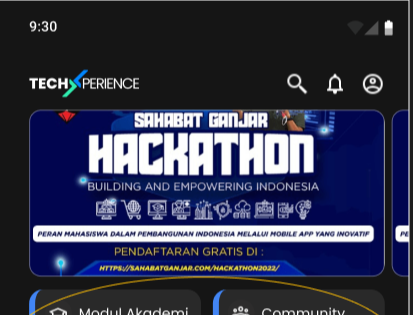 9:30
TECHXPERIENCE
SAHABAT GANJAR
HACKATHON
BUILDING AND EMPOWERING INDONESIA
PERAN MAHASISWA DALAM PEMBANGUNAN INDONESIA MELALUI MOBILE APP YANG INOVATIF
PENDAFTARAN GRATIS DI :
HTTPS://SAHABATGANJAR.COM/HACKATHON2022/
Modul Akademi
Community